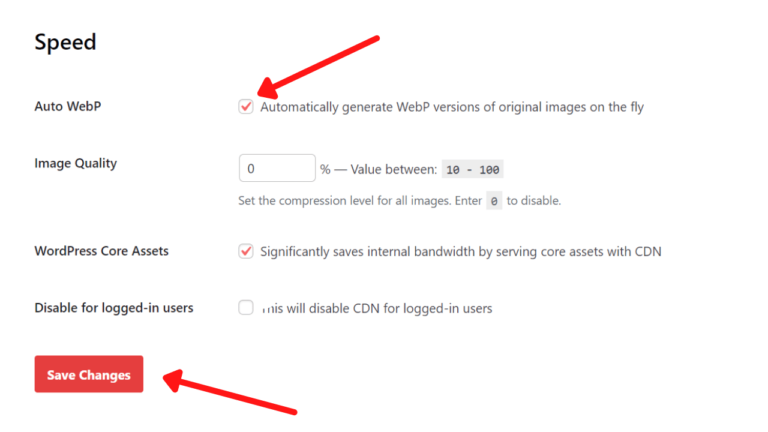 Speed
Auto WebP
Automatically generate WebP versions of original images on the fly
Image Quality
0 % — Value between: 10 - 100
Set the compression level for all images. Enter 0 to disable.
WordPress Core Assets
Significantly saves internal bandwidth by serving core assets with CDN
Disable for logged-in users
will disable CDN for logged-in users
Save Changes